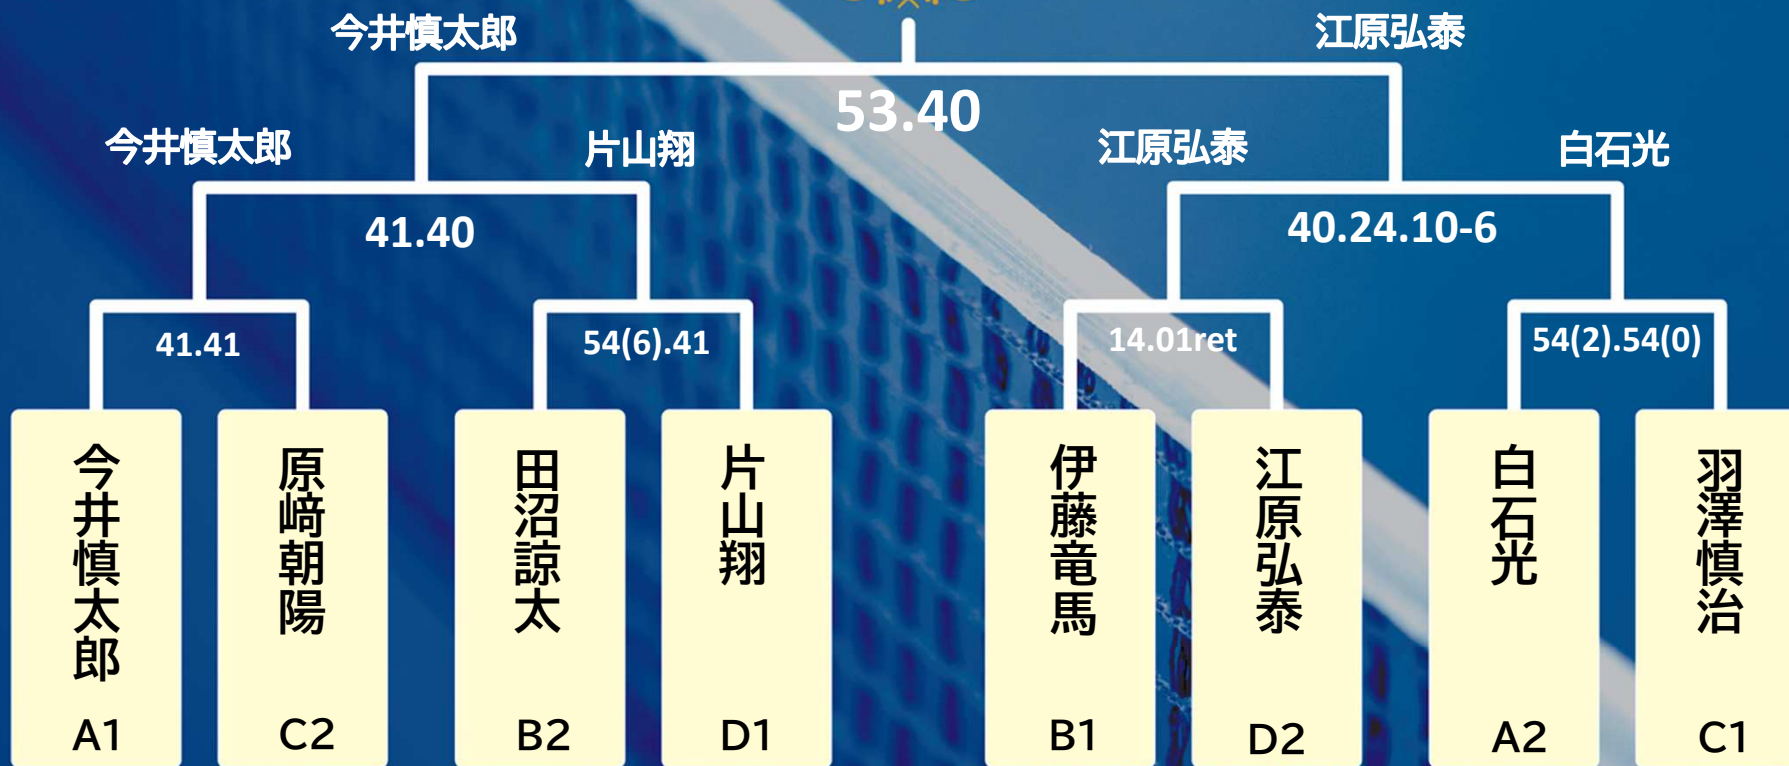 今井慎太郎
江原弘泰
53.40
今井慎太郎
片山翔
江原弘泰
白石光
41.40
40.24.10-6
41.41
54(6).41
14.01ret
54(2).54(0)
今井慎太郎
A1
原﨑朝陽
C2
田沼諒太
B2
片山翔
D1
伊藤竜馬
B1
江原弘泰
D2
白石光
A2
羽澤慎治
C1